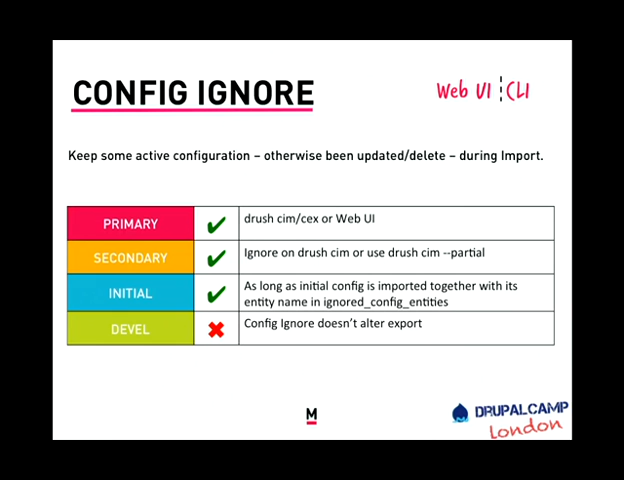 CONFIG IGNORE
Web UI CLI
Keep some active configuration – otherwise been updated/delete – during Import.
PRIMARY
drush cim/cex or Web UI
SECONDARY
Ignore on drush cim or use drush cim --partial
INITIAL
As long as initial config is imported together with its
entity name in ignored_config_entities
DEVEL
Config Ignore doesn't alter export
M
DRUPALCAMP
London